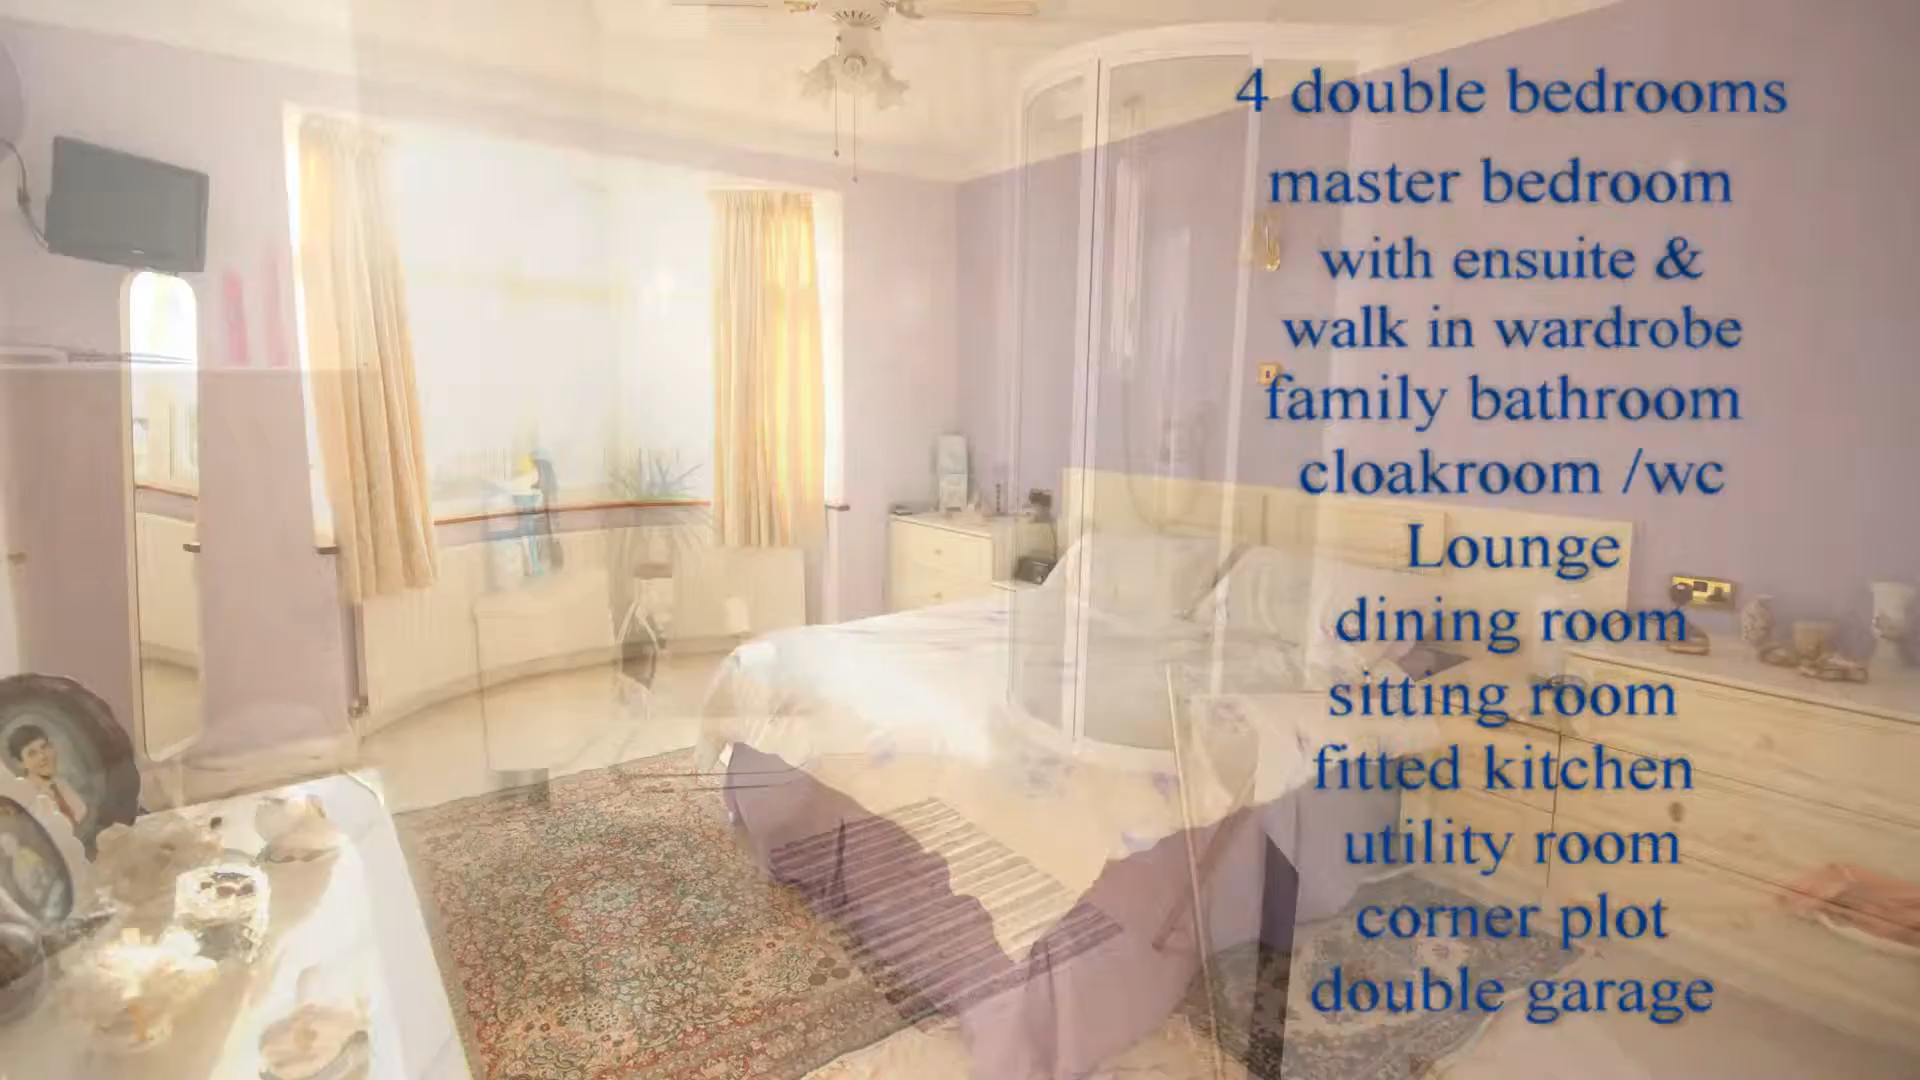 4 double bedrooms
master bedroom
with ensuite &
walk in wardrobe
family bathroom
cloakroom /wc
Lounge
dining room
sitting room
fitted kitchen
utility room
corner plot
double garage